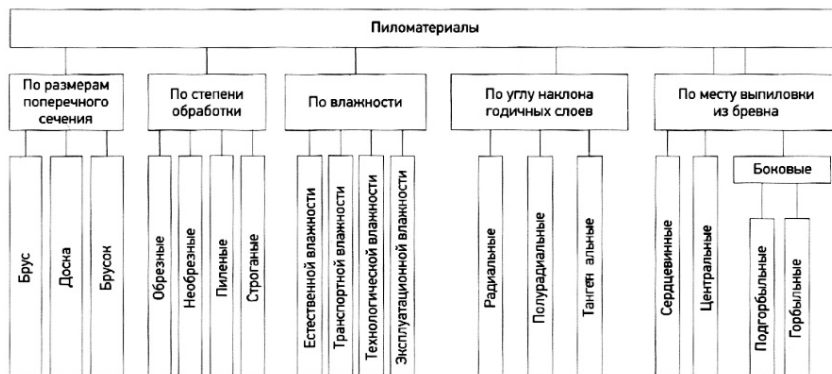 Пиломатериалы
По размерам
поперечного
сечения
По степени
обработки
По влажности
По углу наклона
годичных слоев
По месту выпиловки
из бревна
Боковые
Брус
Доска
Брусок
Обрезные
Необрезные
Пиленые
Строганые
Естественной влажности
Транспортной влажности
Технологической влажности
Эксплуатационной влажности
Радиальные
Полурадиальные
Танген альные
Сердцевинные
Центральные
Подгорбыльные
Горбыльные